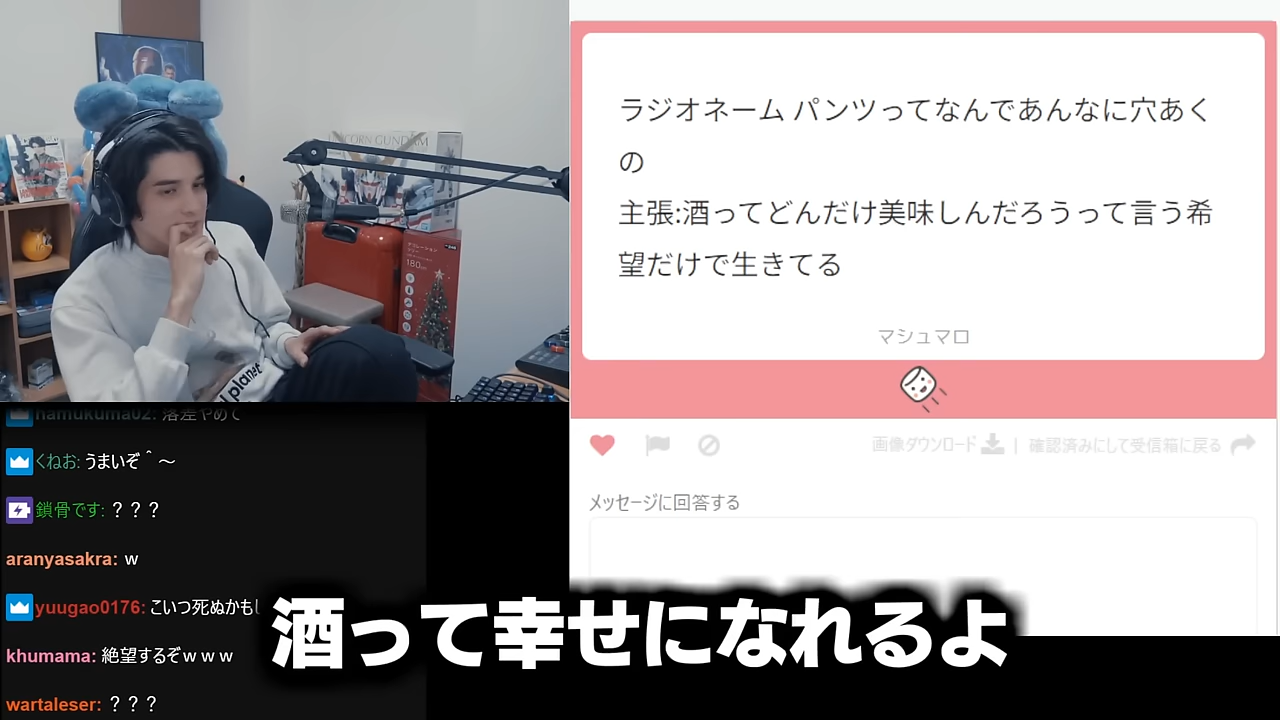 ラジオネーム パンツってなんであんなに穴あく
の
主張:酒ってどんだけ美味しんだろうって言う希
望だけで生きてる
マシュマロ
画像ダウンロード | 確認済みにして受信箱に戻る
メッセージに回答する
UNICORN GUNDAM
180
planet
hamukuma02: 落差やめて
くねお: うまいぞ＾～
鎖骨です: ？？？
aranyasakra: w
yuugao0176: こいつ死ぬかも
khumama: 絶望するぞｗｗｗ
wartaleser: ？？？
酒って幸せになれるよ